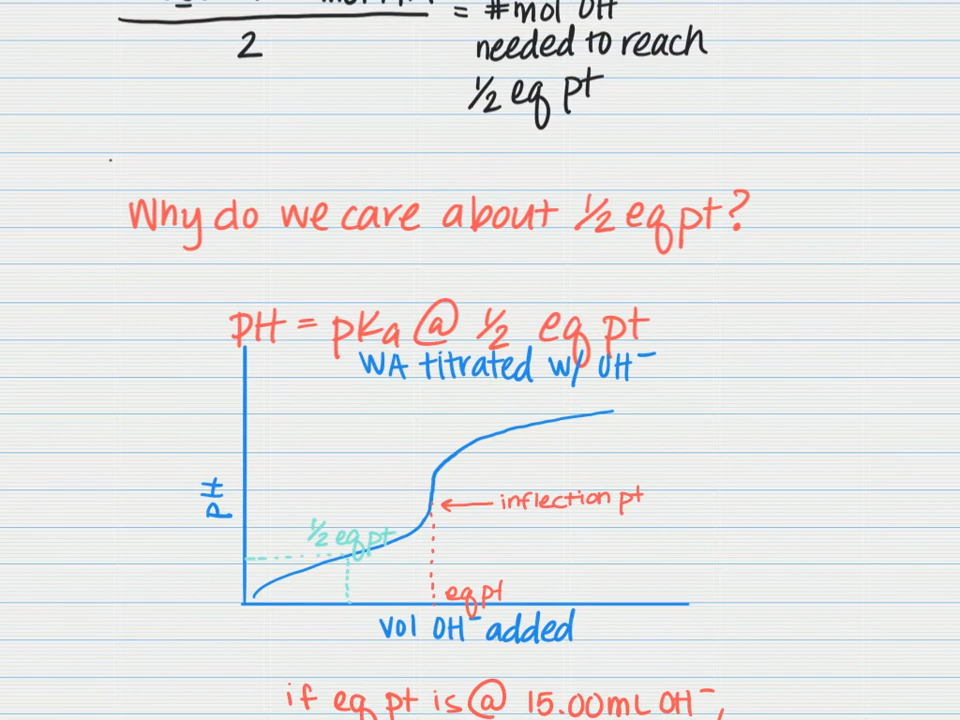 2
= #mol OH
needed to reach
½ eq pt
Why do we care about ½ eq pt?
pH = pKa @ ½ eq pt
WA titrated w/ OH⁻
pH
½ eq pt
← inflection pt
eq pt
vol OH⁻ added
if eq pt is @ 15.00mL OH⁻,